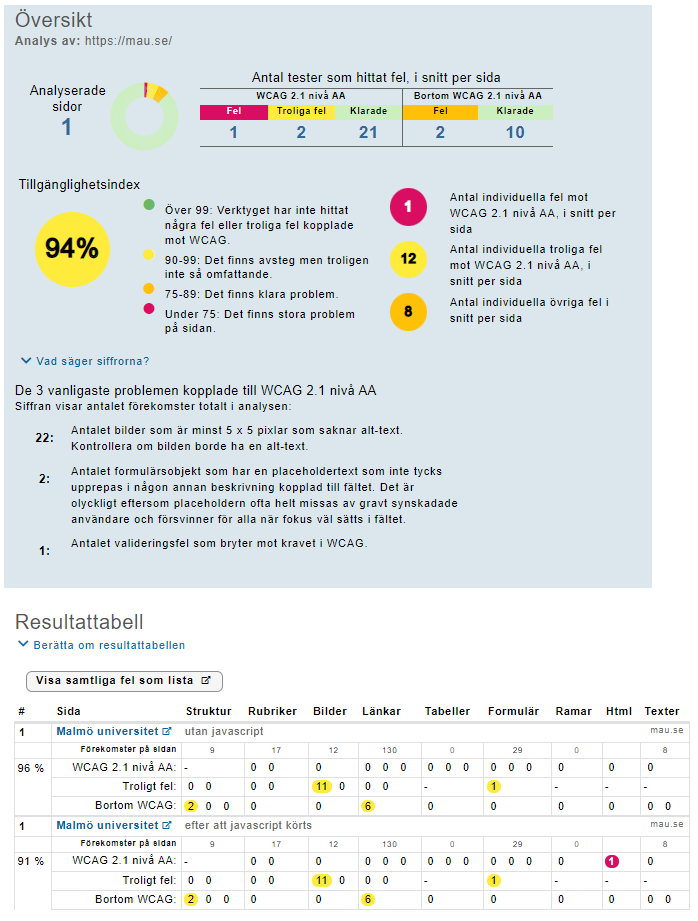 Översikt
Analys av: https://mau.se/
Analyserade
sidor
1
Antal tester som hittat fel, i snitt per sida
WCAG 2.1 nivå AA Bortom WCAG 2.1 nivå AA
Fel Troliga fel Klarade Fel Klarade
1 2 21 2 10
Tillgänglighetsindex
94%
Över 99: Verktyget har inte hittat
några fel eller troliga fel kopplade
mot WCAG.
90-99: Det finns avsteg men troligen
inte så omfattande.
75-89: Det finns klara problem.
Under 75: Det finns stora problem
på sidan.
1
Antal individuella fel mot
WCAG 2.1 nivå AA, i snitt per
sida
12
Antal individuella troliga fel
mot WCAG 2.1 nivå AA, i
snitt per sida
8
Antal individuella övriga fel i
snitt per sida
Vad säger siffrorna?
De 3 vanligaste problemen kopplade till WCAG 2.1 nivå AA
Siffran visar antalet förekomster totalt i analysen:
22: Antalet bilder som är minst 5 x 5 pixlar som saknar alt-text.
Kontrollera om bilden borde ha en alt-text.
2: Antalet formulärsobjekt som har en placeholdertext som inte tycks
upprepas i någon annan beskrivning kopplad till fältet. Det är
olyckligt eftersom placeholdern ofta helt missas av gravt synskadade
användare och försvinner för alla när fokus väl sätts i fältet.
1: Antalet valideringsfel som bryter mot kravet i WCAG.
Resultattabell
Berätta om resultattabellen
Visa samtliga fel som lista
# Sida Struktur Rubriker Bilder Länkar Tabeller Formulär Ramar Html Texter
1 Malmö universitet utan javascript mau.se
Förekomster på sidan 9 17 12 130 0 29 0 8
96 % WCAG 2.1 nivå AA: - 0 0 0 0 0 0 0 0 0 0 0 0 0 0
Troligt fel: 0 0 0 0 11 0 0 0 - 1 - - -
Bortom WCAG: 2 0 0 0 0 6 0 0 0 0 0 0
1 Malmö universitet efter att javascript körts mau.se
Förekomster på sidan 9 17 12 130 0 29 0 8
91 % WCAG 2.1 nivå AA: - 0 0 0 0 0 0 0 0 0 0 0 0 1 0
Troligt fel: 0 0 0 0 11 0 0 0 - 1 - - -
Bortom WCAG: 2 0 0 0 0 6 0 0 0 0 0 0